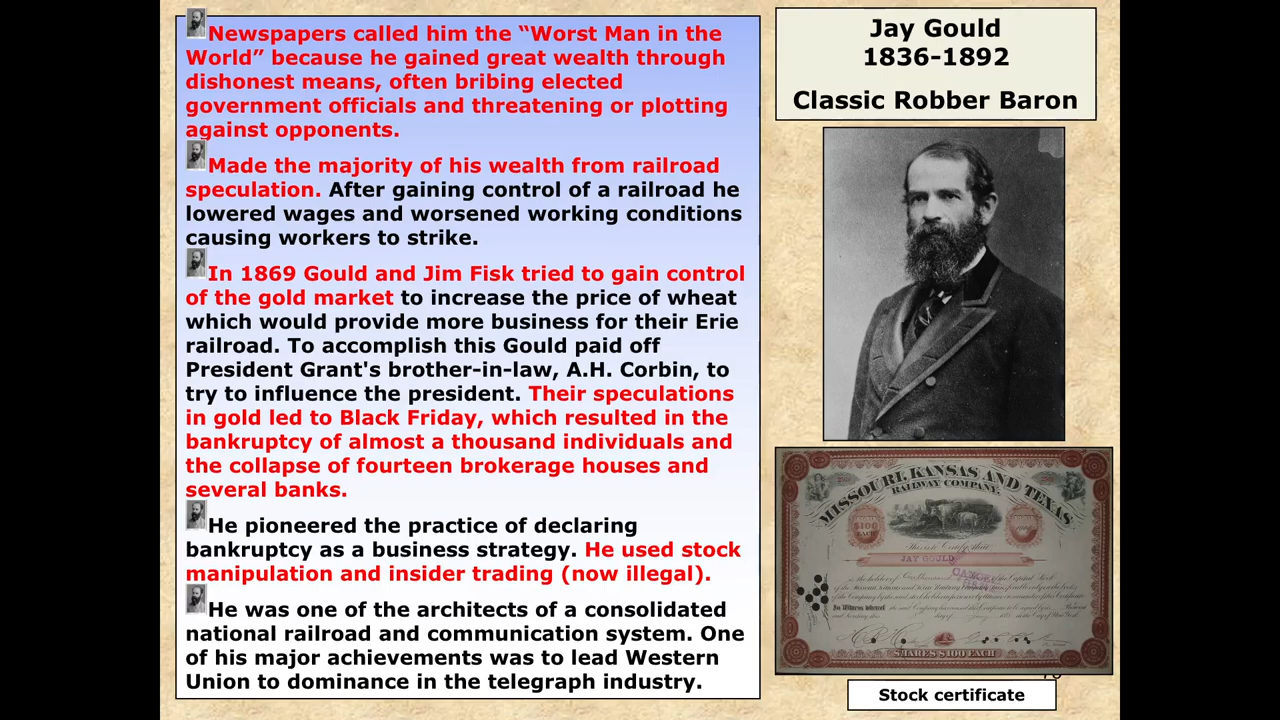 Newspapers called him the “Worst Man in the
World” because he gained great wealth through
dishonest means, often bribing elected
government officials and threatening or plotting
against opponents.
Made the majority of his wealth from railroad
speculation. After gaining control of a railroad he
lowered wages and worsened working conditions
causing workers to strike.
In 1869 Gould and Jim Fisk tried to gain control
of the gold market to increase the price of wheat
which would provide more business for their Erie
railroad. To accomplish this Gould paid off
President Grant's brother-in-law, A.H. Corbin, to
try to influence the president. Their speculations
in gold led to Black Friday, which resulted in the
bankruptcy of almost a thousand individuals and
the collapse of fourteen brokerage houses and
several banks.
He pioneered the practice of declaring
bankruptcy as a business strategy. He used stock
manipulation and insider trading (now illegal).
He was one of the architects of a consolidated
national railroad and communication system. One
of his major achievements was to lead Western
Union to dominance in the telegraph industry.
Jay Gould
1836-1892
Classic Robber Baron
MISSOURI, KANSAS AND TEXAS
RAILWAY COMPANY.
$100
JAY GOULD
In Witness whereof
SHARES $100 EACH
Stock certificate